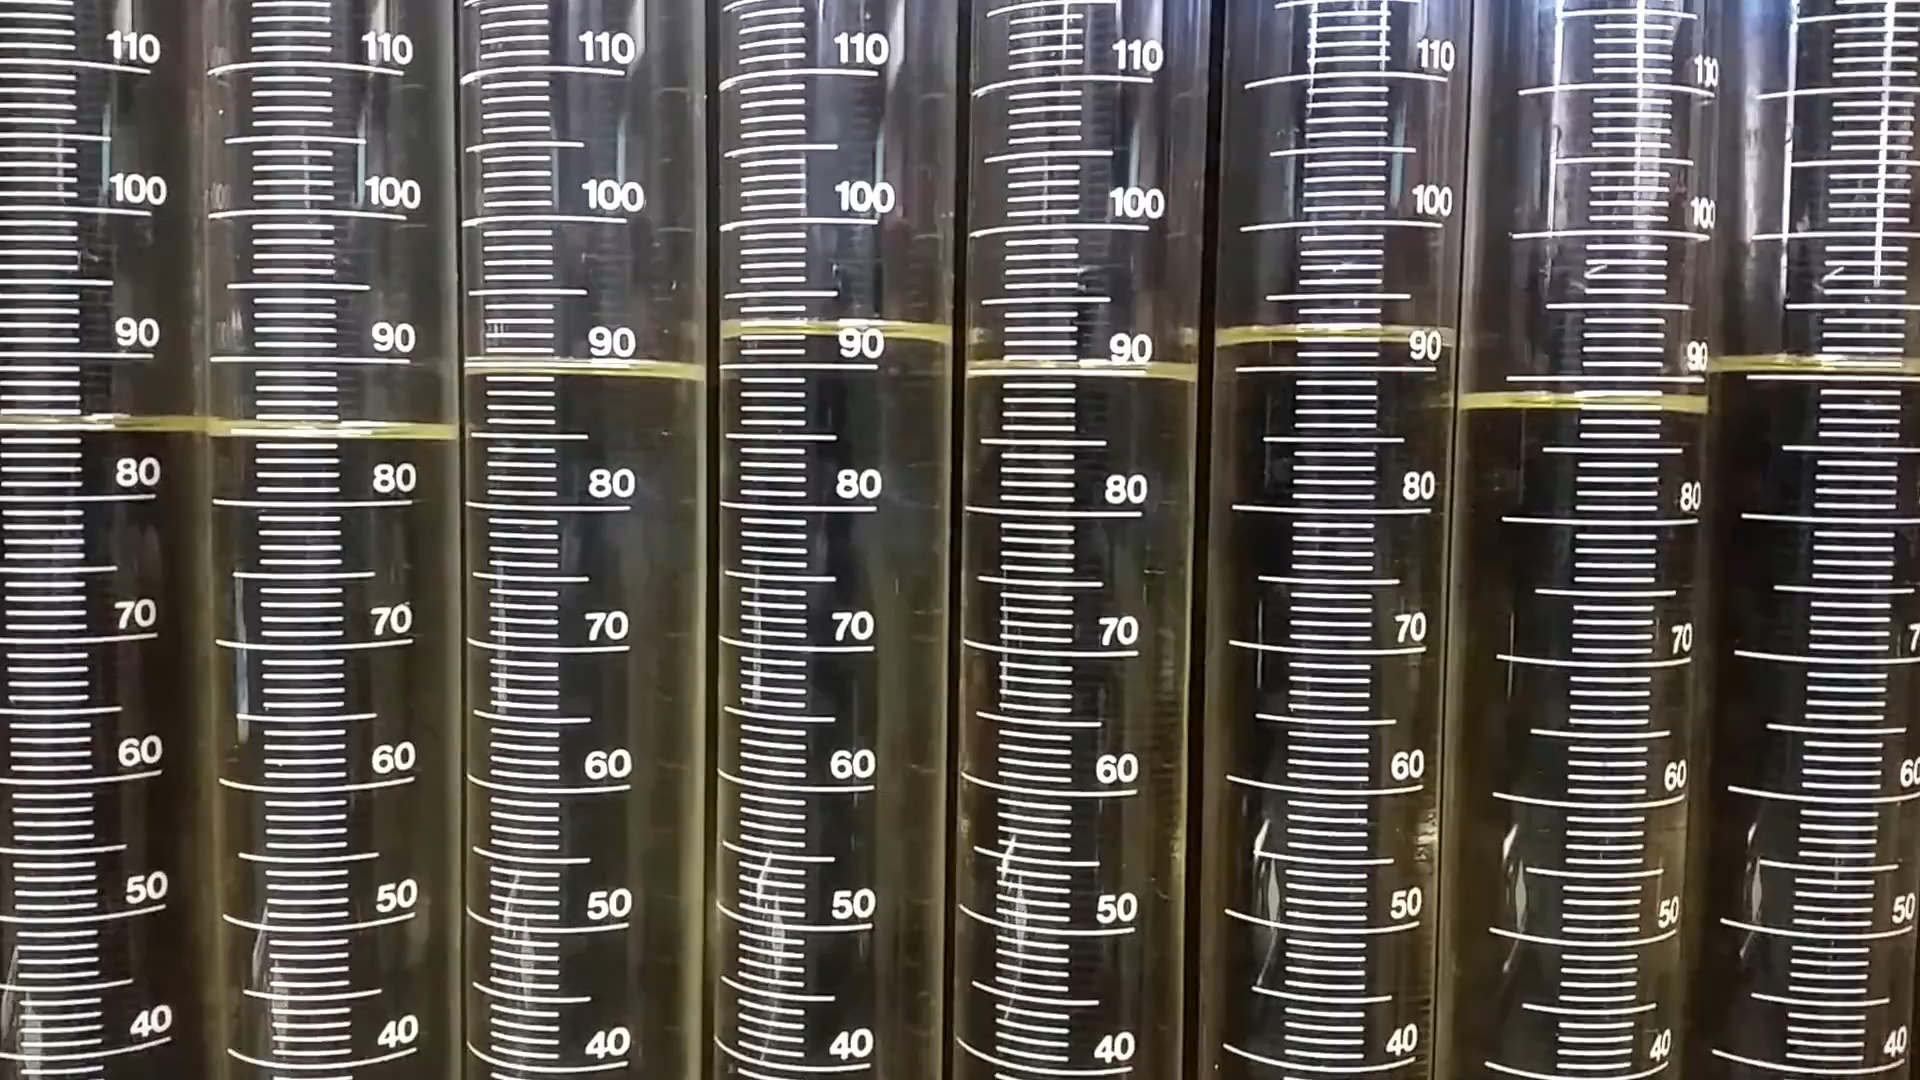 110 110 110 110 110 110 110
100 100 100 100 100 100 100
90 90 90 90 90 90 90
80 80 80 80 80 80 80
70 70 70 70 70 70 70
60 60 60 60 60 60 60
50 50 50 50 50 50 50 50
40 40 40 40 40 40 40 40